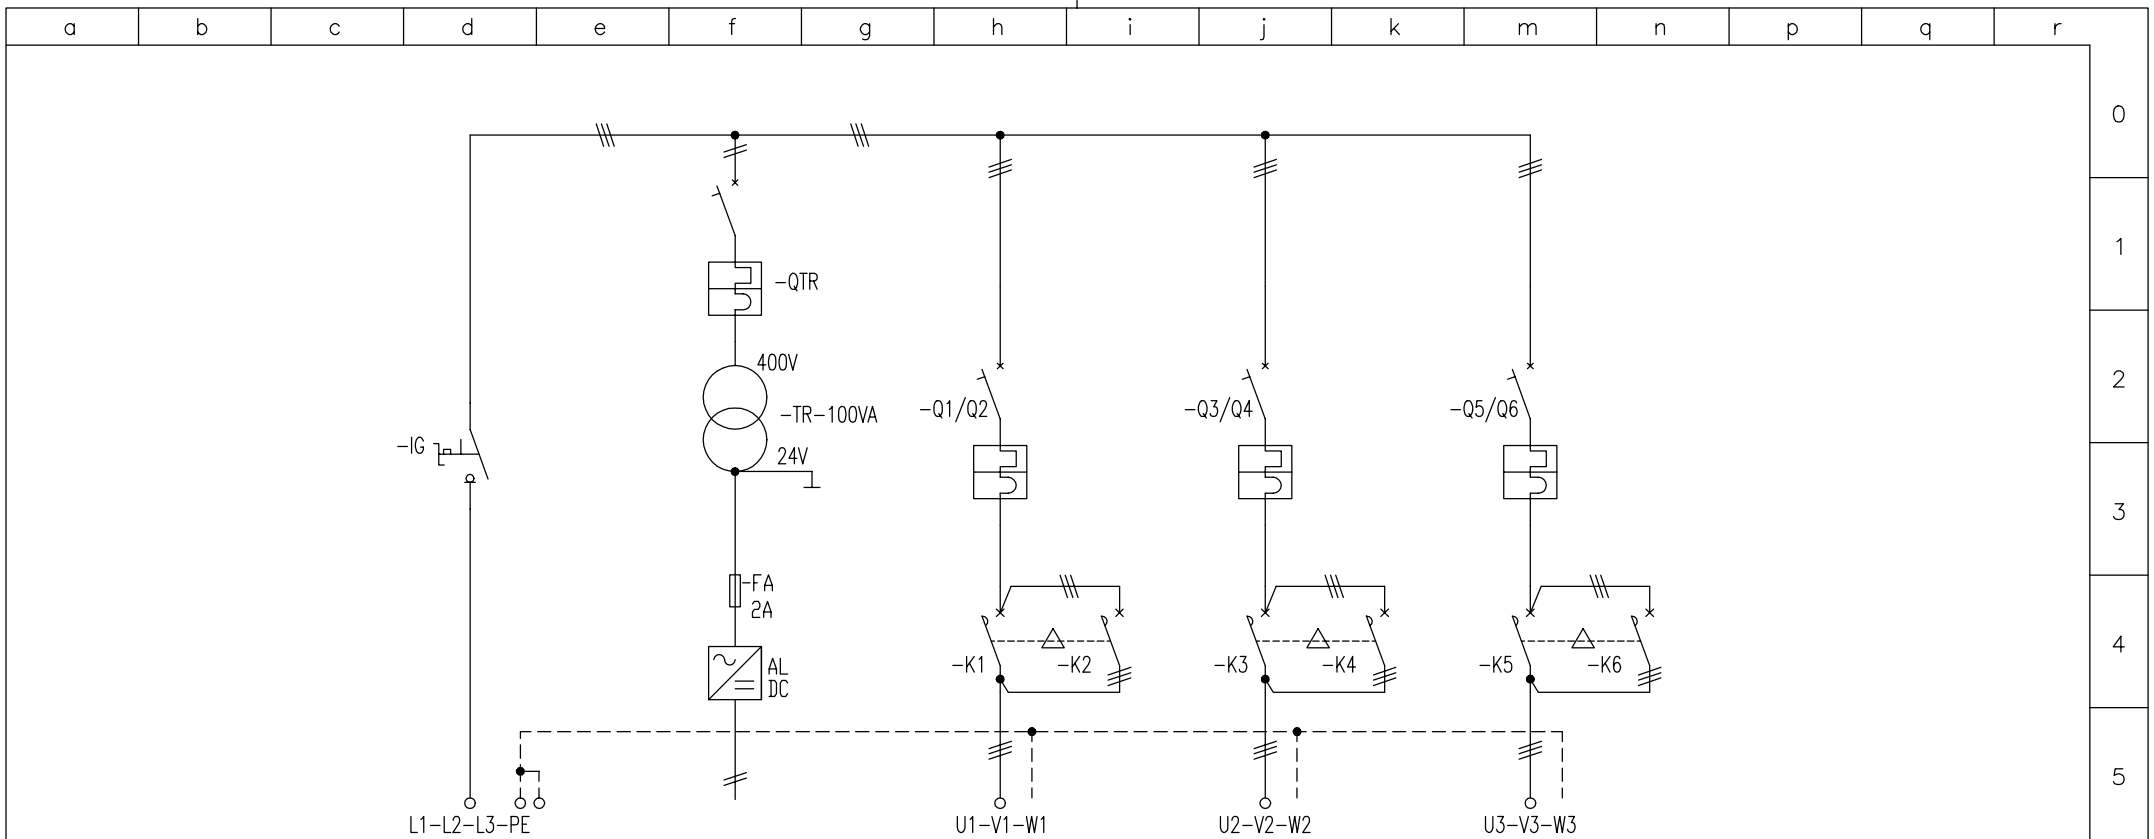 a b c d e f g h i j k m n p q r
0
1
-QTR
400V
2
-TR-100VA
-Q1/Q2 -Q3/Q4 -Q5/Q6
-IG
24V
3
-FA
2A
4
-K1 -K2 -K3 -K4 -K5 -K6
AL
DC
5
L1-L2-L3-PE U1-V1-W1 U2-V2-W2 U3-V3-W3